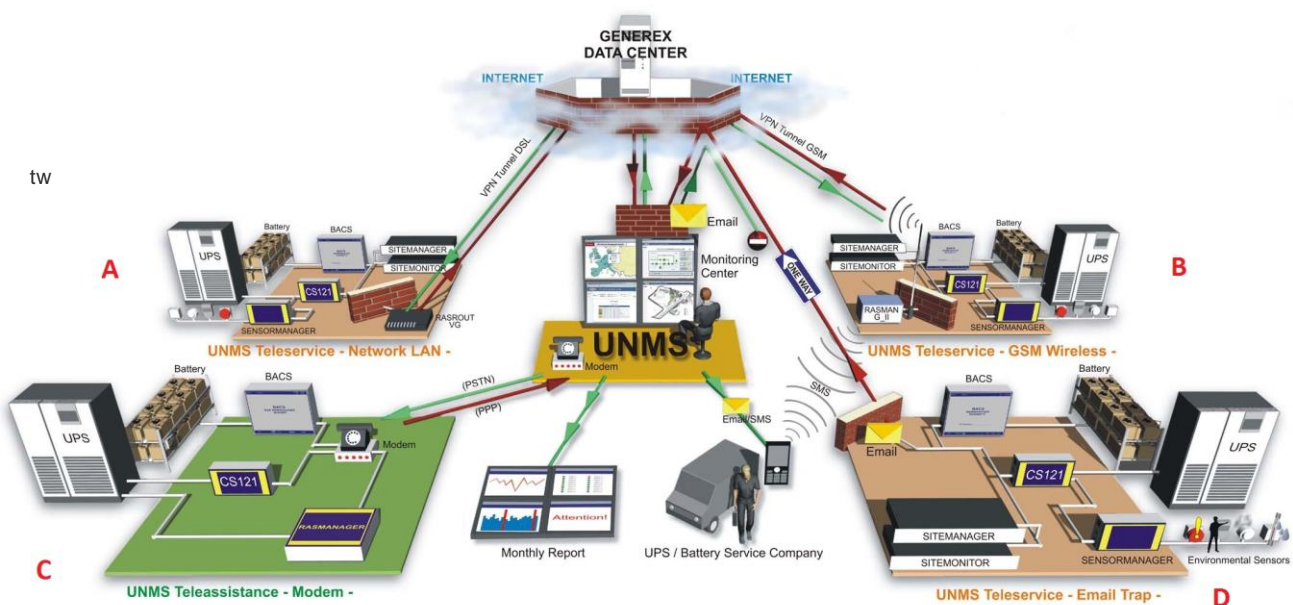 GENEREX
DATA CENTER
INTERNET
INTERNET
VPN Tunnel DSL
VPN Tunnel GSM
tw
Email
Monitoring
Center
ONE WAY
UNMS
Modem
A
UPS
Battery
BACS
BACS
SITEMANAGER
SITEMONITOR
CS121
SENSORMANAGER
RASROUT
VG
UNMS Teleservice - Network LAN -
B
SITEMANAGER
SITEMONITOR
BACS
Battery
CS121
UPS
RASMAN
G_II
SENSORMANAGER
UNMS Teleservice - GSM Wireless -
(PSTN)
(PPP)
Email/SMS
SMS
Battery
BACS
BACS
UPS
Modem
CS121
RASMANAGER
C
UNMS Teleassistance - Modem -
Attention!
Monthly Report
UPS / Battery Service Company
Email
BACS
Battery
CS121
UPS
SITEMANAGER
SITEMONITOR
SENSORMANAGER
Environmental Sensors
UNMS Teleservice - Email Trap -
D